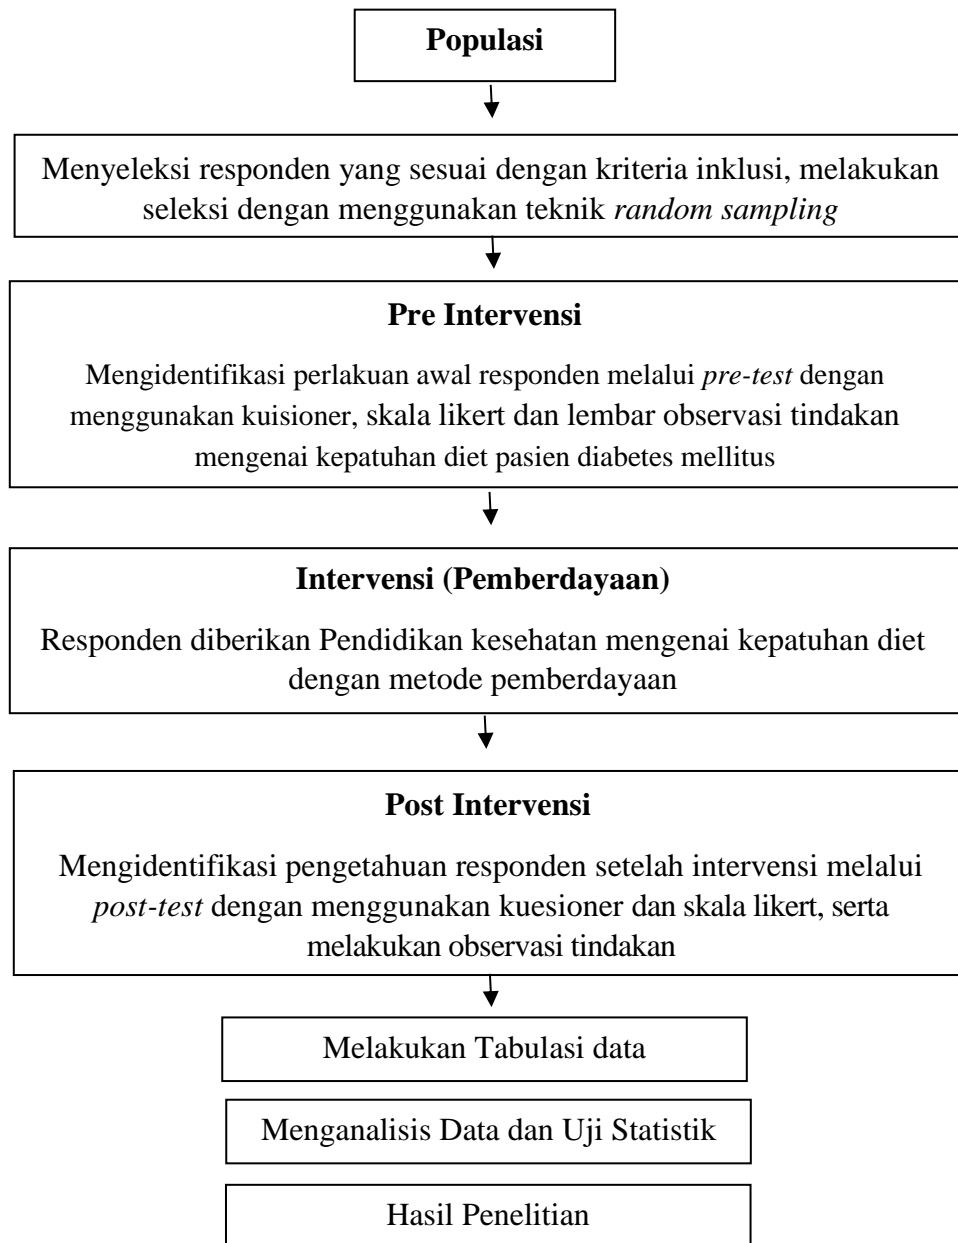 Populasi
Menyeleksi responden yang sesuai dengan kriteria inklusi, melakukan
seleksi dengan menggunakan teknik random sampling
Pre Intervensi
Mengidentifikasi perlakuan awal responden melalui pre-test dengan
menggunakan kuisioner, skala likert dan lembar observasi tindakan
mengenai kepatuhan diet pasien diabetes mellitus
Intervensi (Pemberdayaan)
Responden diberikan Pendidikan kesehatan mengenai kepatuhan diet
dengan metode pemberdayaan
Post Intervensi
Mengidentifikasi pengetahuan responden setelah intervensi melalui
post-test dengan menggunakan kuesioner dan skala likert, serta
melakukan observasi tindakan
Melakukan Tabulasi data
Menganalisis Data dan Uji Statistik
Hasil Penelitian